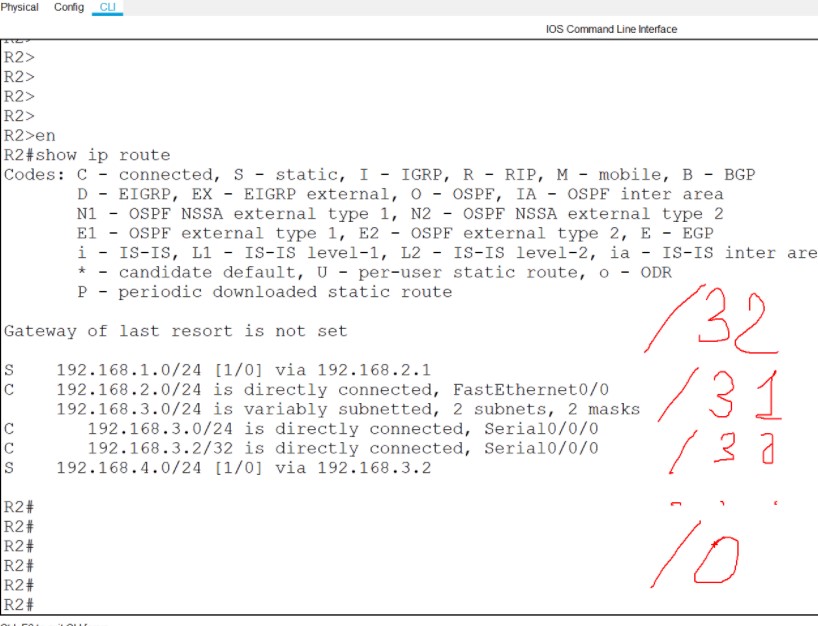 Physical Config CLI
IOS Command Line Interface
R2>
R2>
R2>
R2>
R2>en
R2#show ip route
Codes: C - connected, S - static, I - IGRP, R - RIP, M - mobile, B - BGP
D - EIGRP, EX - EIGRP external, O - OSPF, IA - OSPF inter area
N1 - OSPF NSSA external type 1, N2 - OSPF NSSA external type 2
E1 - OSPF external type 1, E2 - OSPF external type 2, E - EGP
i - IS-IS, L1 - IS-IS level-1, L2 - IS-IS level-2, ia - IS-IS inter are
* - candidate default, U - per-user static route, o - ODR
P - periodic downloaded static route
/32
Gateway of last resort is not set
S 192.168.1.0/24 [1/0] via 192.168.2.1
C 192.168.2.0/24 is directly connected, FastEthernet0/0
/31
192.168.3.0/24 is variably subnetted, 2 subnets, 2 masks
C 192.168.3.0/24 is directly connected, Serial0/0/0
C 192.168.3.2/32 is directly connected, Serial0/0/0
S 192.168.4.0/24 [1/0] via 192.168.3.2
....
R2#
R2#
/0
R2#
R2#
R2#
R2#